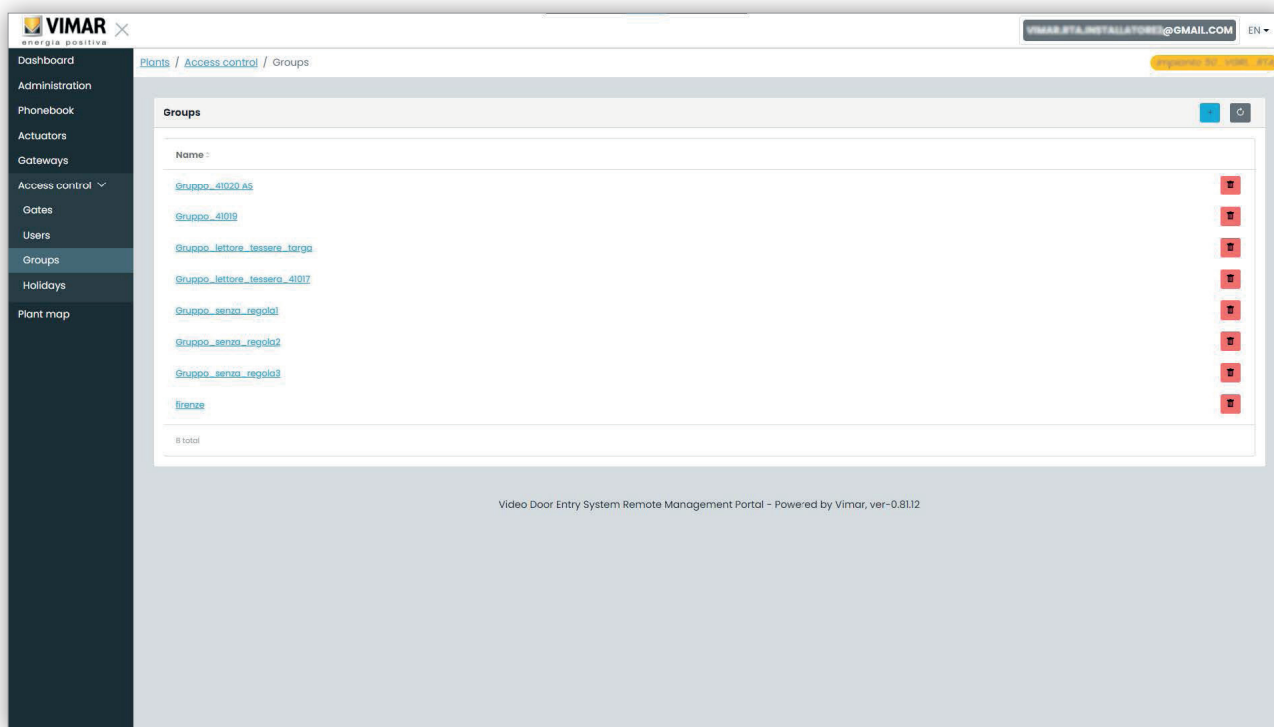 VIMAR
energia positiva
@GMAIL.COM
EN
Dashboard
Administration
Phonebook
Actuators
Gateways
Access control
Gates
Users
Groups
Holidays
Plant map
Plants / Access control / Groups
Groups
Name
Gruppo_41020 AS
Gruppo_41019
Gruppo_lettore_tessere_targa
Gruppo_lettore_tessera_41017
Gruppo_senza_regola1
Gruppo_senza_regola2
Gruppo_senza_regola3
firenze
8 total
Video Door Entry System Remote Management Portal - Powered by Vimar, ver-0.81.12